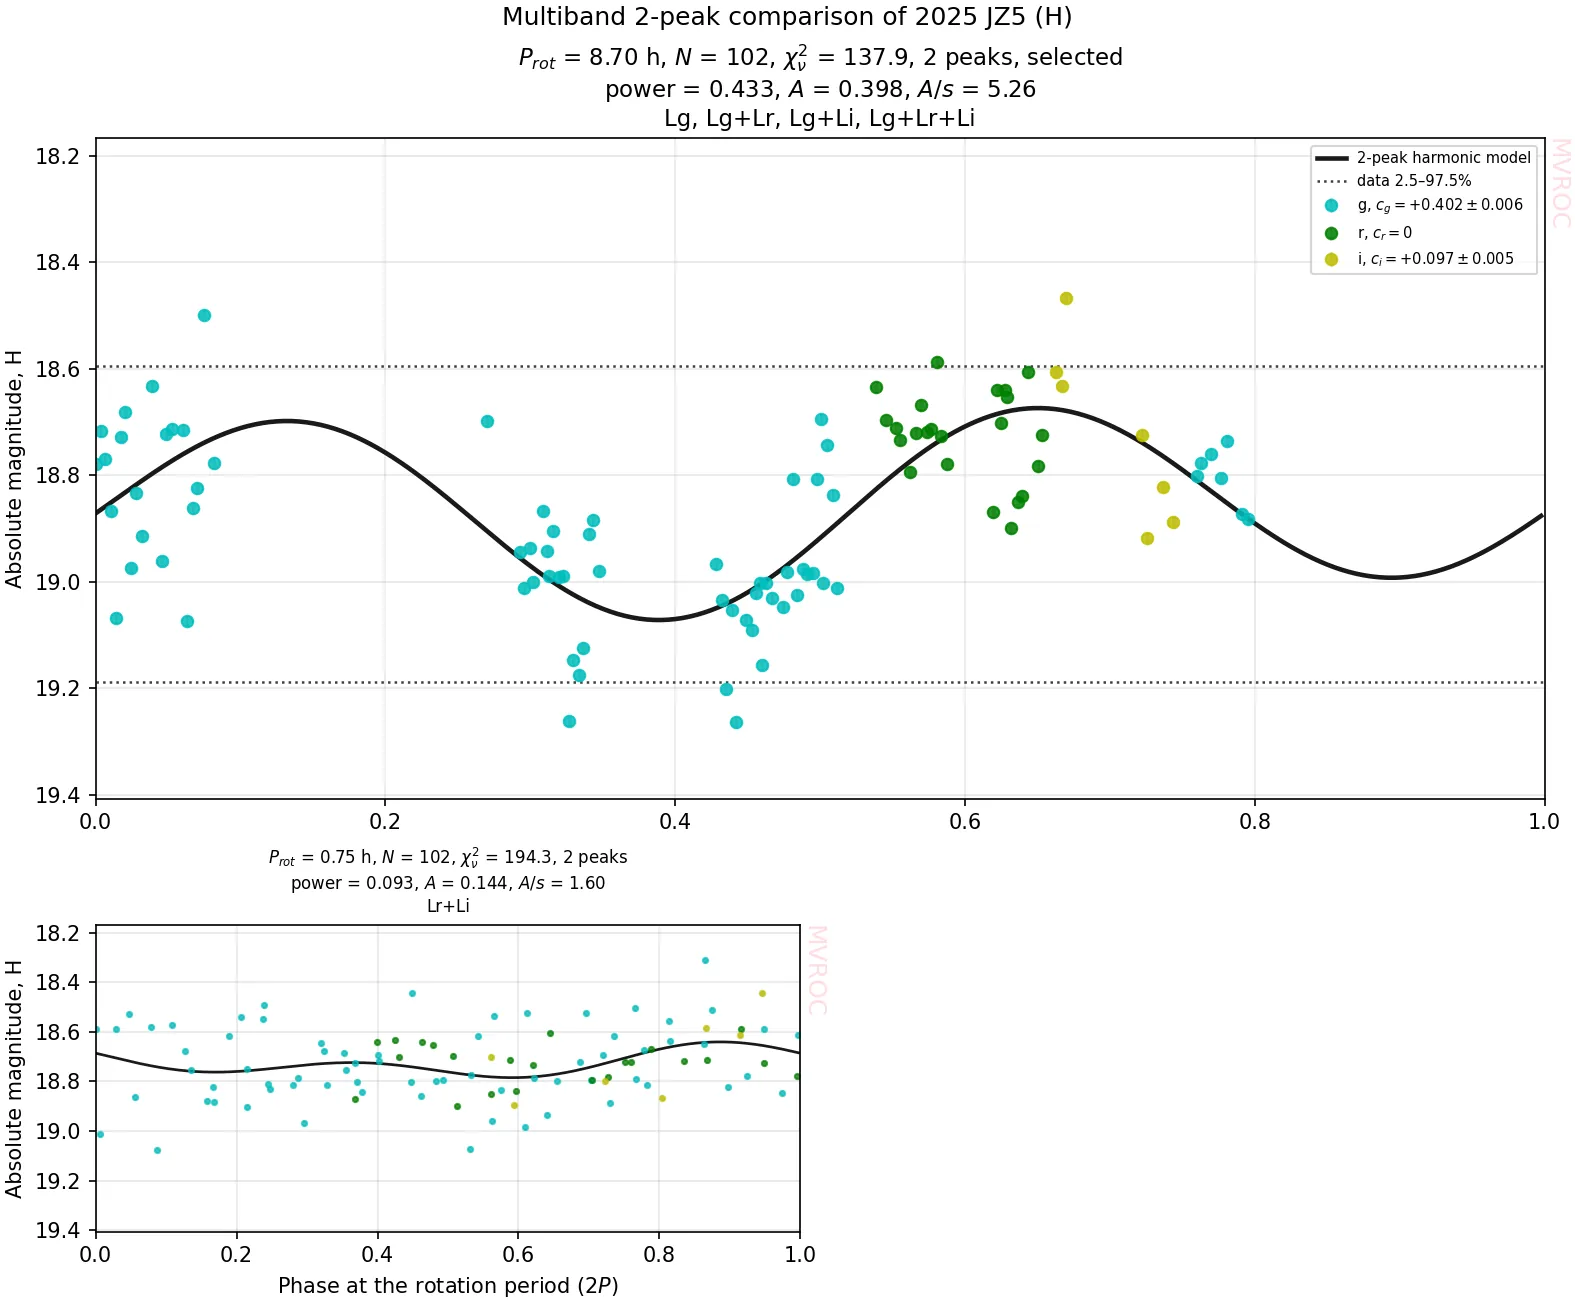 Multiband 2-peak comparison of 2025 JZ5 (H)
P_rot = 8.70 h, N = 102, χ²_ν = 137.9, 2 peaks, selected
power = 0.433, A = 0.398, A/s = 5.26
Lg, Lg+Lr, Lg+Li, Lg+Lr+Li
2-peak harmonic model
data 2.5–97.5%
g, c_g = +0.402 ± 0.006
r, c_r = 0
i, c_i = +0.097 ± 0.005
MVROC
Absolute magnitude, H
18.2
18.4
18.6
18.8
19.0
19.2
19.4
0.0 0.2 0.4 0.6 0.8 1.0
P_rot = 0.75 h, N = 102, χ²_ν = 194.3, 2 peaks
power = 0.093, A = 0.144, A/s = 1.60
Lr+Li
MVROC
Absolute magnitude, H
18.2
18.4
18.6
18.8
19.0
19.2
19.4
0.0 0.2 0.4 0.6 0.8 1.0
Phase at the rotation period (2P)